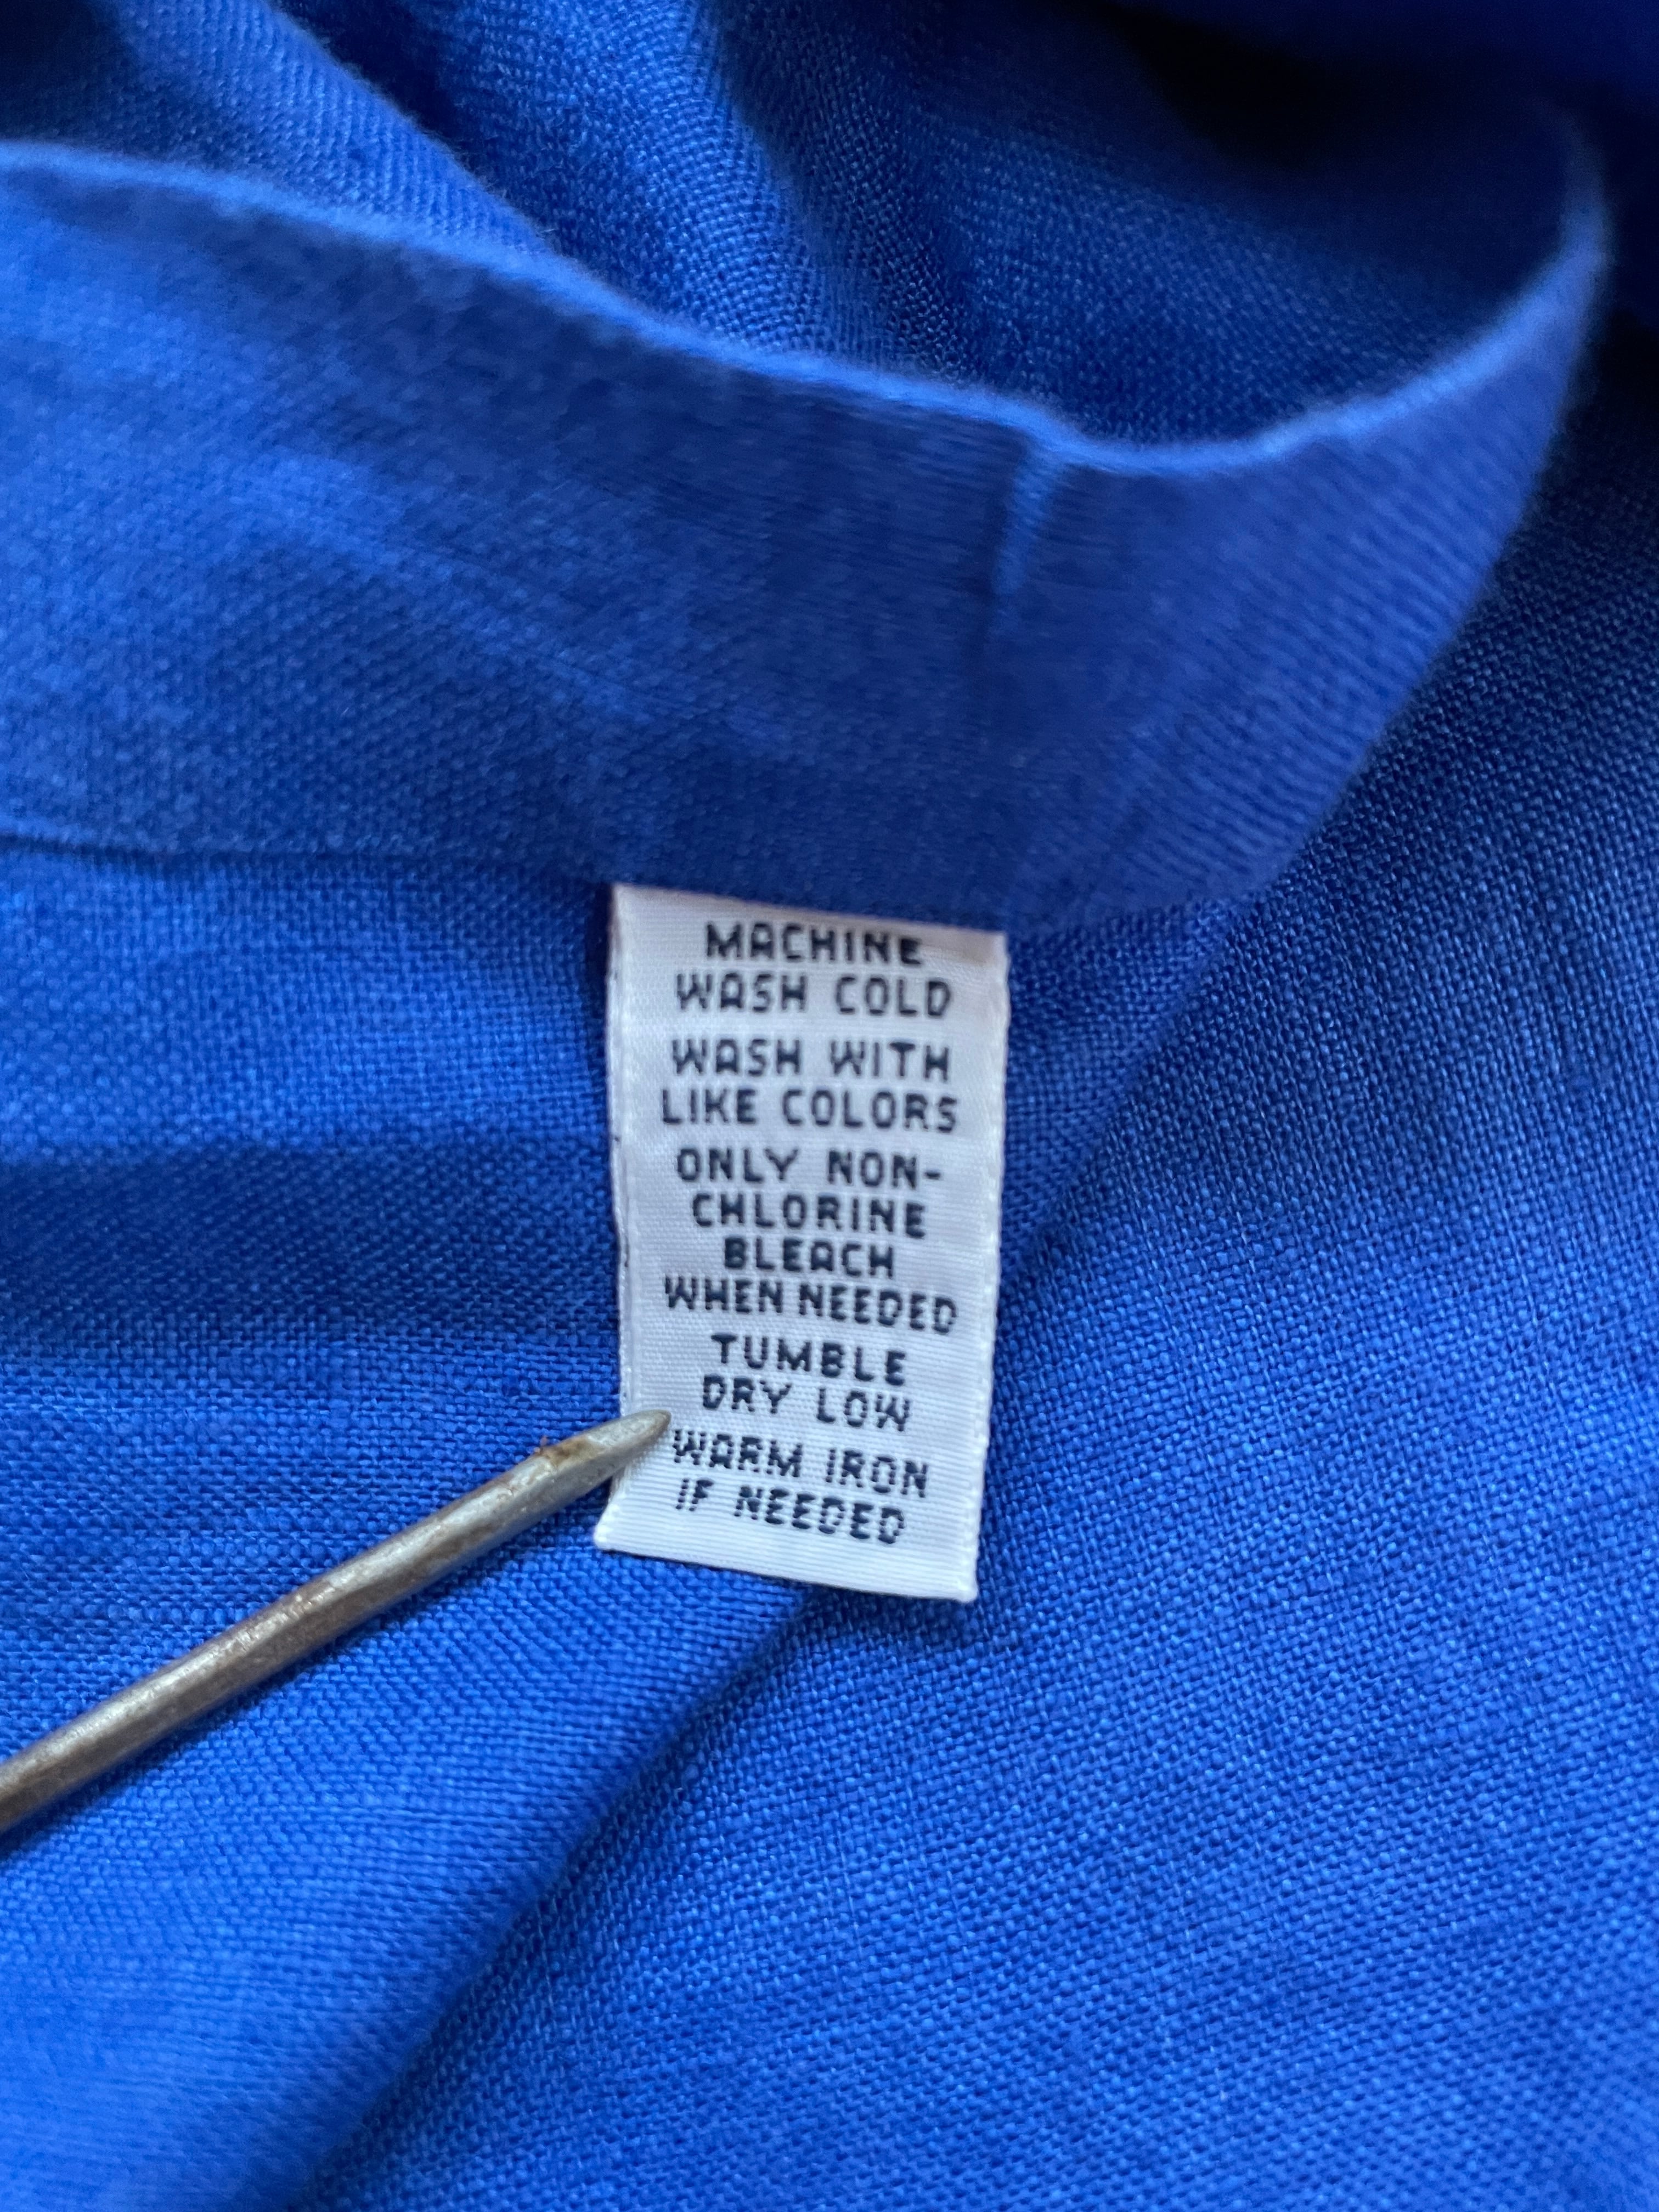 MACHINE
WASH COLD
WASH WITH
LIKE COLORS
ONLY NON-
CHLORINE
BLEACH
WHEN NEEDED
TUMBLE
DRY LOW
WARM IRON
IF NEEDED